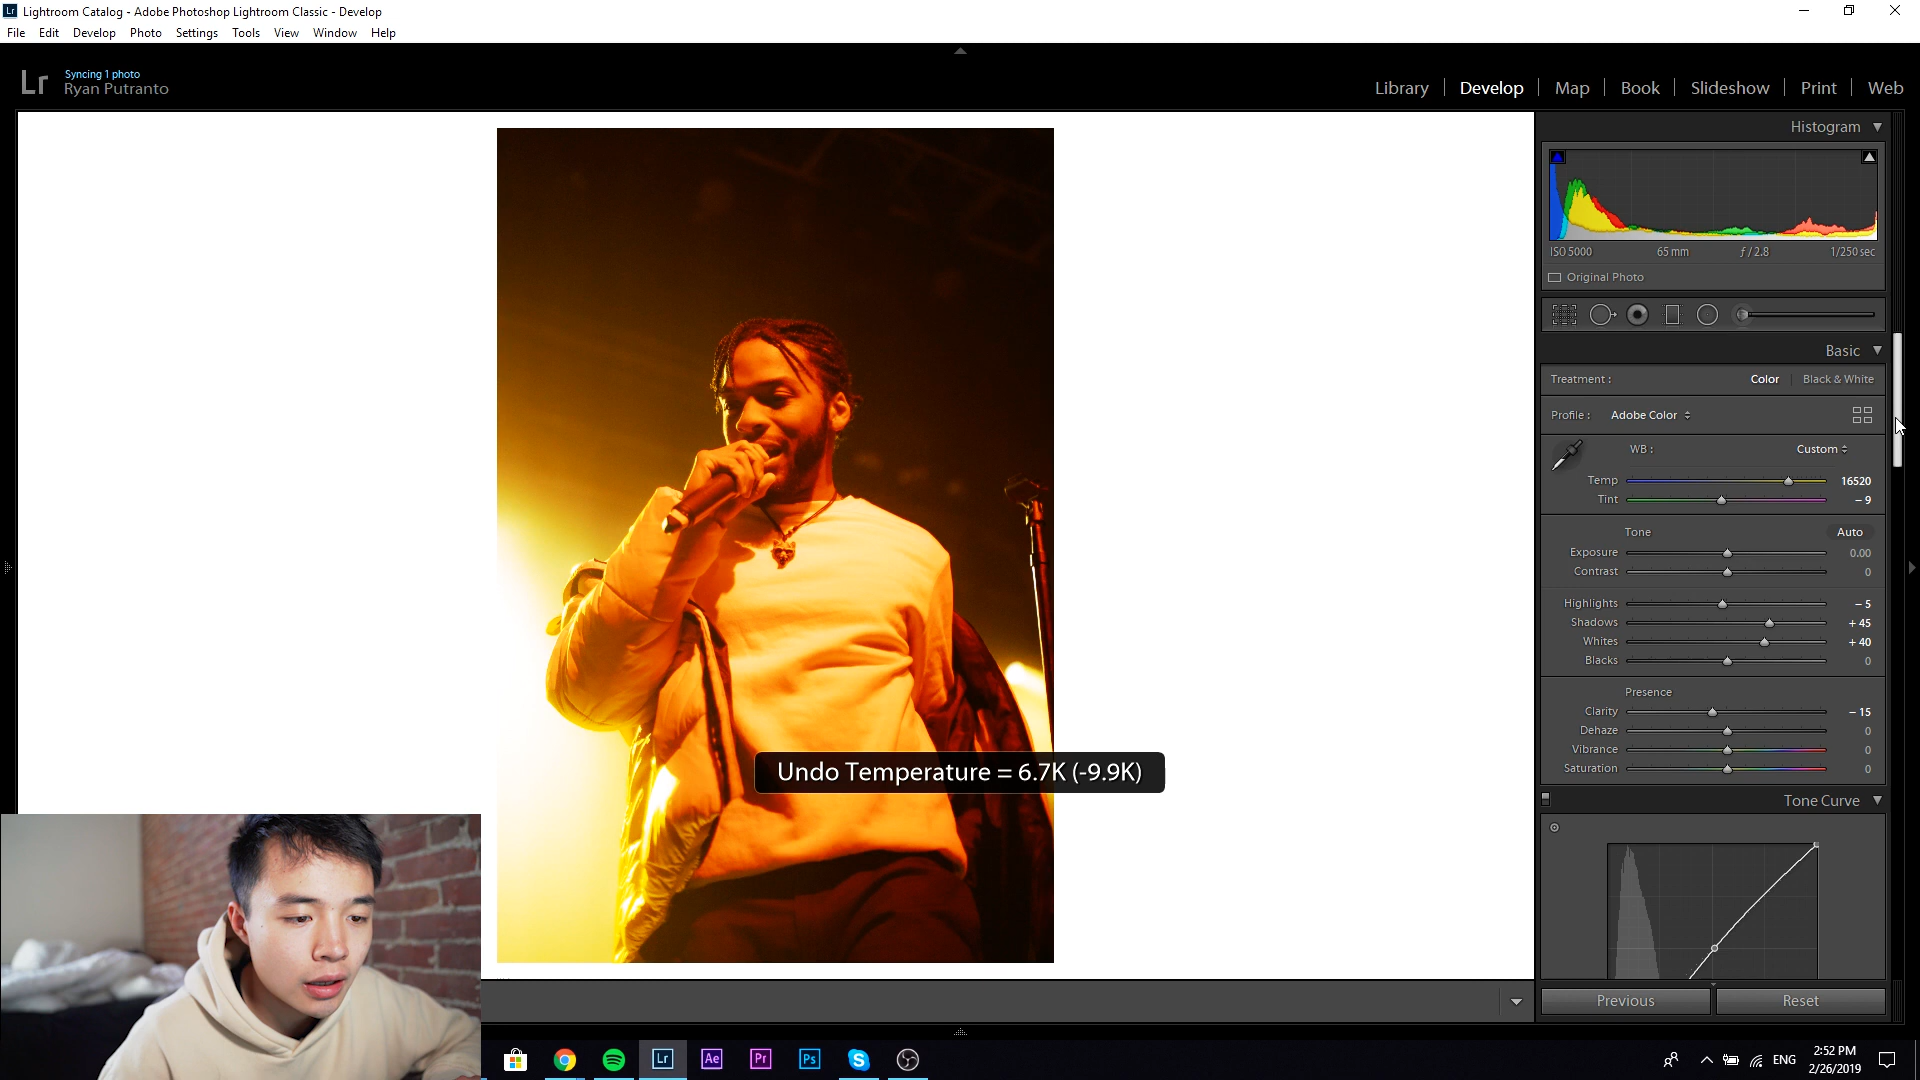 Lr Lightroom Catalog - Adobe Photoshop Lightroom Classic - Develop
File Edit Develop Photo Settings Tools View Window Help
Lr
Syncing 1 photo
Ryan Putranto
Library Develop Map Book Slideshow Print Web
Histogram
ISO 5000 65 mm ƒ / 2.8 1/250 sec
Original Photo
Basic
Treatment : Color Black & White
Profile : Adobe Color
WB : Custom
Temp 16520
Tint – 9
Tone Auto
Exposure 0.00
Contrast 0
Highlights – 5
Shadows + 45
Whites + 40
Blacks 0
Presence
Clarity – 15
Dehaze 0
Vibrance 0
Saturation 0
Tone Curve
Undo Temperature = 6.7K (-9.9K)
Previous Reset
Lr Ae Pr Ps
ENG
2:52 PM
2/26/2019